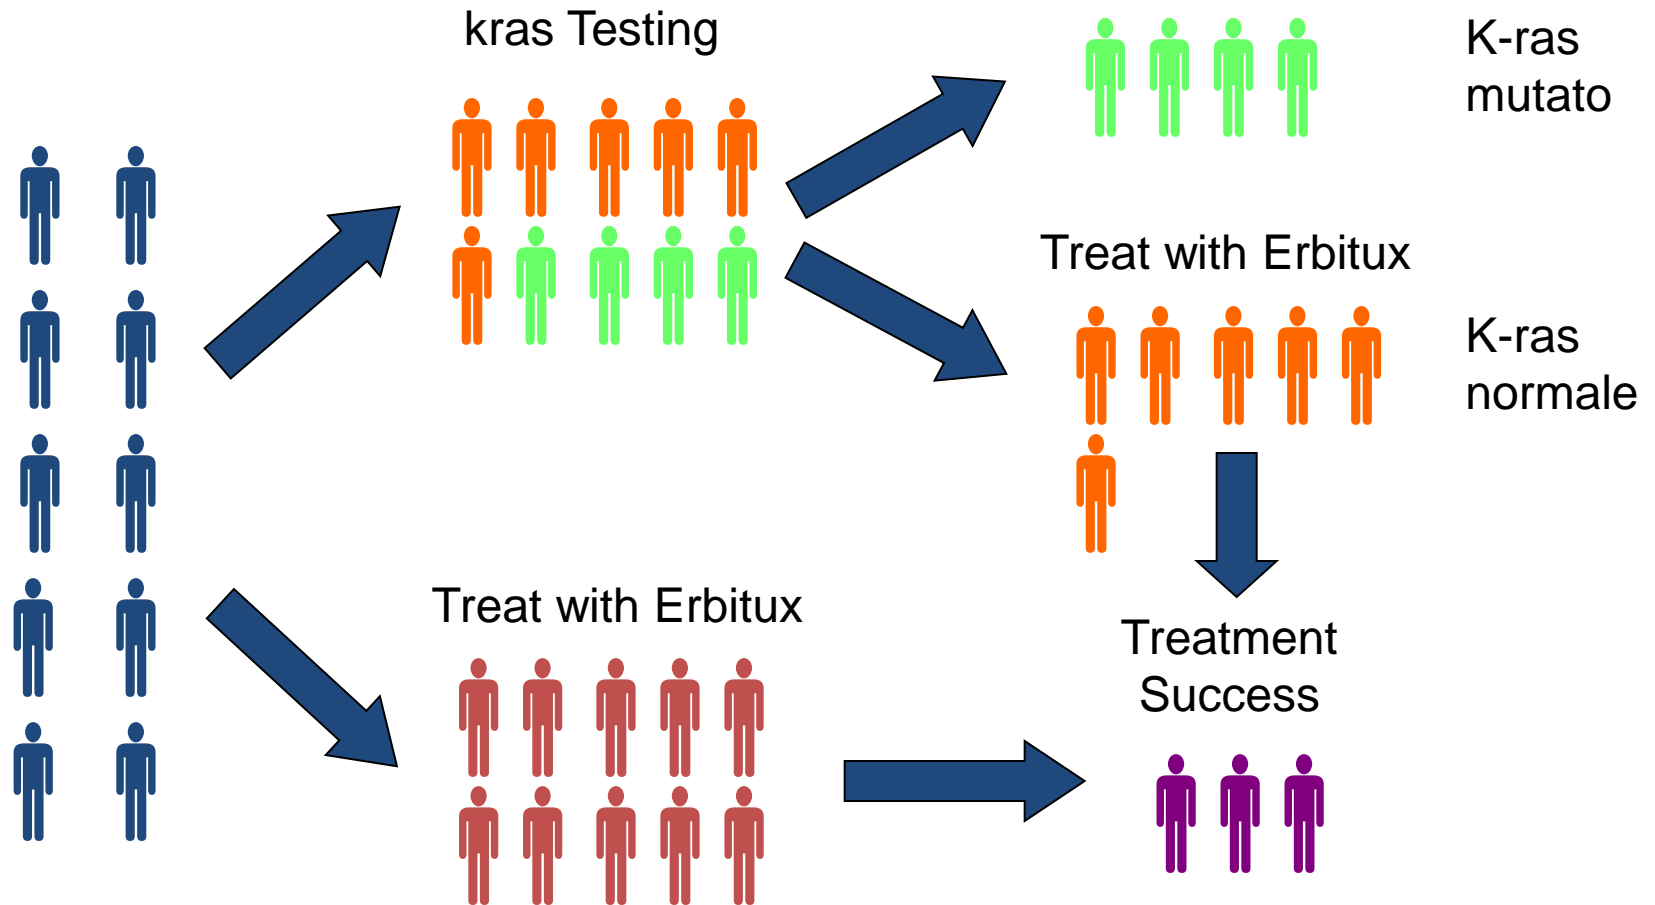 kras Testing
K-ras
mutato
Treat with Erbitux
K-ras
normale
Treat with Erbitux
Treatment
Success